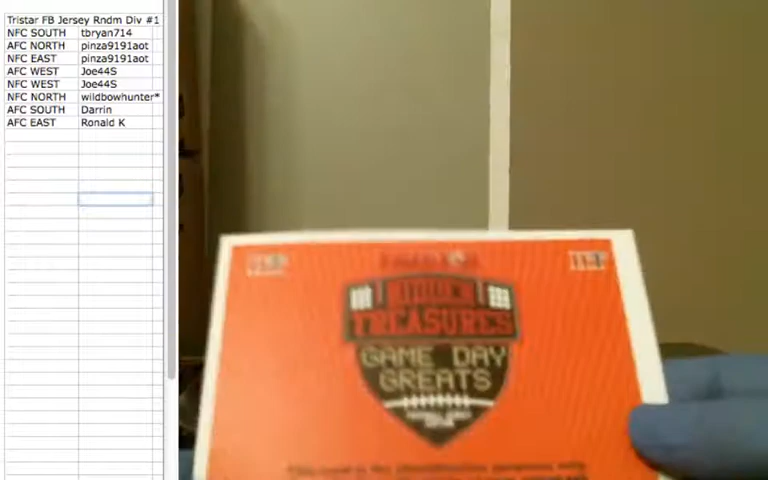 Tristar FB Jersey Rndm Div #1
NFC SOUTH tbryan714
AFC NORTH pinza9191aot
NFC EAST pinza9191aot
AFC WEST Joe44S
NFC WEST Joe44S
NFC NORTH wildbowhunter*
AFC SOUTH Darrin
AFC EAST Ronald K
HIDDEN
TREASURES
GAME DAY
GREATS